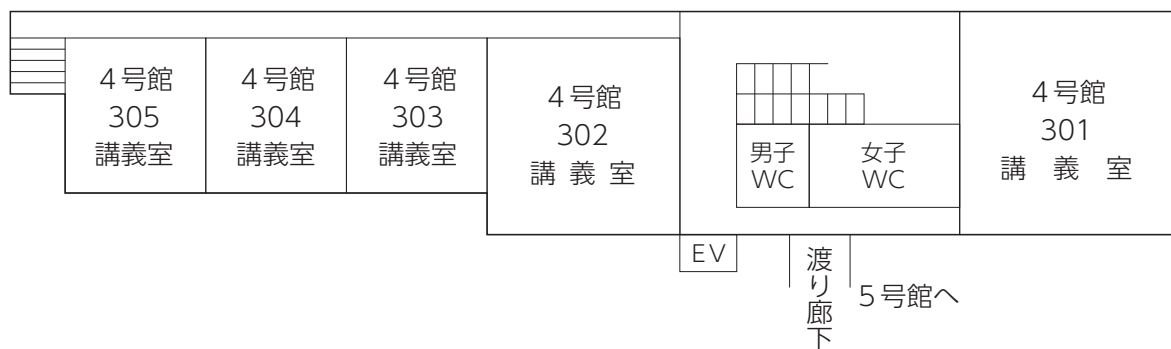 ４号館
305
講義室
４号館
304
講義室
４号館
303
講義室
４号館
302
講義室
男子
WC
女子
WC
４号館
301
講義室
EV
渡り廊下
５号館へ